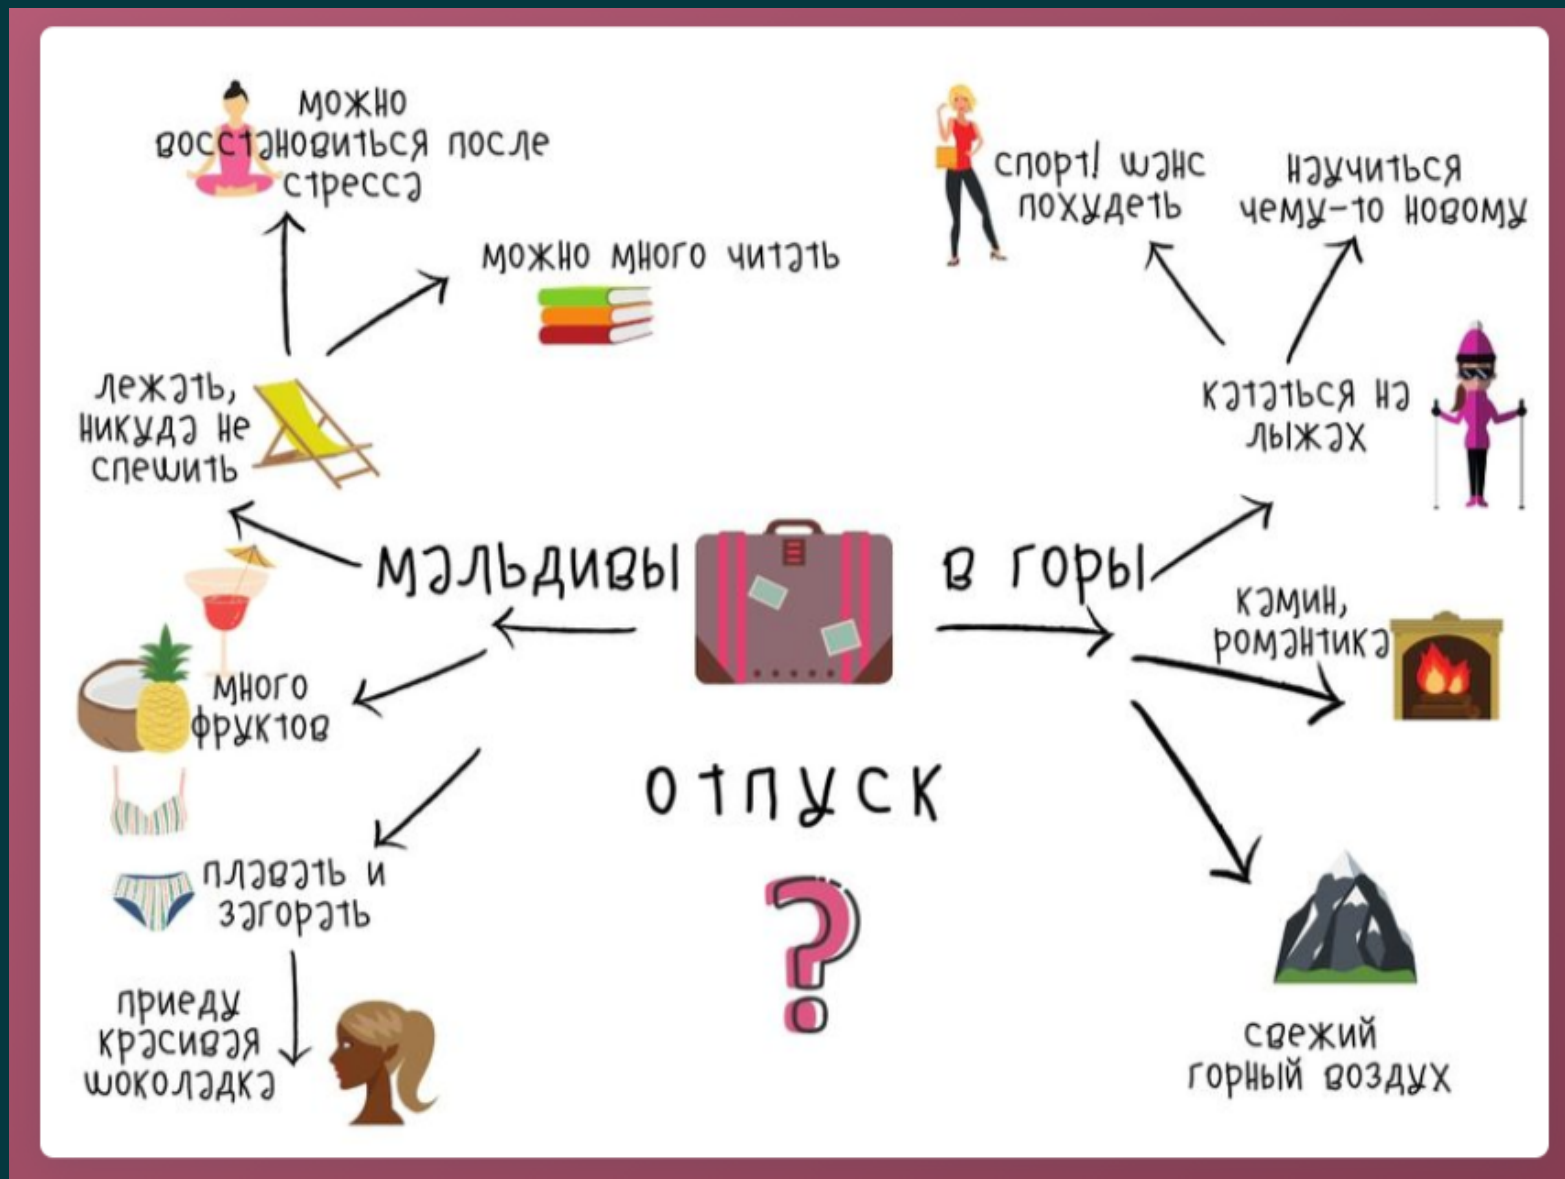 можно
восстановиться после
стресса
можно много читать
лежать,
никуда не
спешить
мальдивы
много
фруктов
плавать и
загорать
приеду
красивая
шоколадка
отпуск
?
спорт! шанс
похудеть
научиться
чему-то новому
кататься на
лыжах
в горы
камин,
романтика
свежий
горный воздух